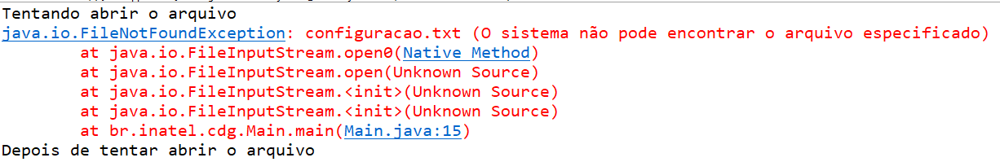 Tentando abrir o arquivo
java.io.FileNotFoundException: configuracao.txt (O sistema não pode encontrar o arquivo especificado)
at java.io.FileInputStream.open0(Native Method)
at java.io.FileInputStream.open(Unknown Source)
at java.io.FileInputStream.<init>(Unknown Source)
at java.io.FileInputStream.<init>(Unknown Source)
at br.inatel.cdg.Main.main(Main.java:15)
Depois de tentar abrir o arquivo